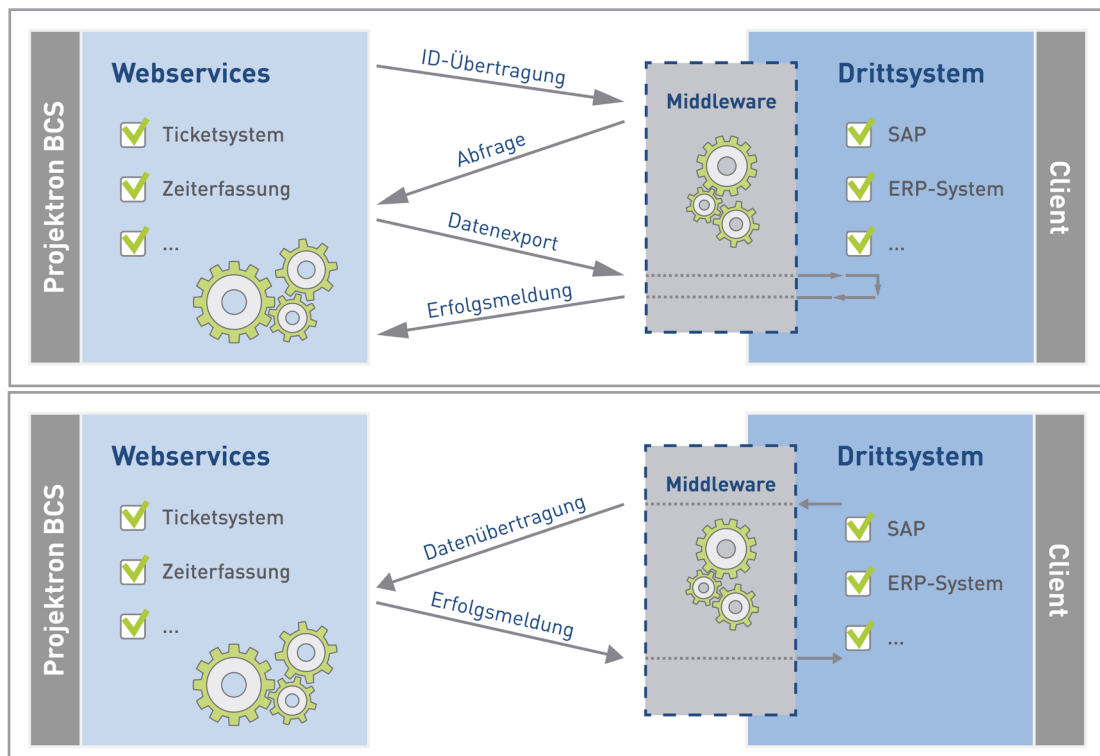 Projektron BCS
Webservices
Ticketsystem
Zeiterfassung
...
ID-Übertragung
Abfrage
Datenexport
Erfolgsmeldung
Middleware
Drittsystem
SAP
ERP-System
...
Client
Projektron BCS
Webservices
Ticketsystem
Zeiterfassung
...
Datenübertragung
Erfolgsmeldung
Middleware
Drittsystem
SAP
ERP-System
...
Client